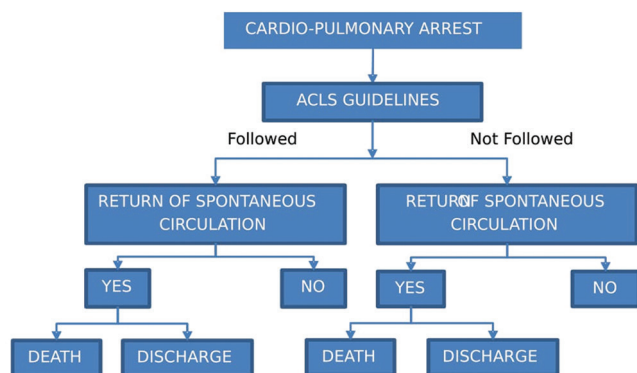 CARDIO-PULMONARY ARREST
ACLS GUIDELINES
Followed
Not Followed
RETURN OF SPONTANEOUS
CIRCULATION
RETURN OF SPONTANEOUS
CIRCULATION
YES
NO
YES
NO
DEATH
DISCHARGE
DEATH
DISCHARGE